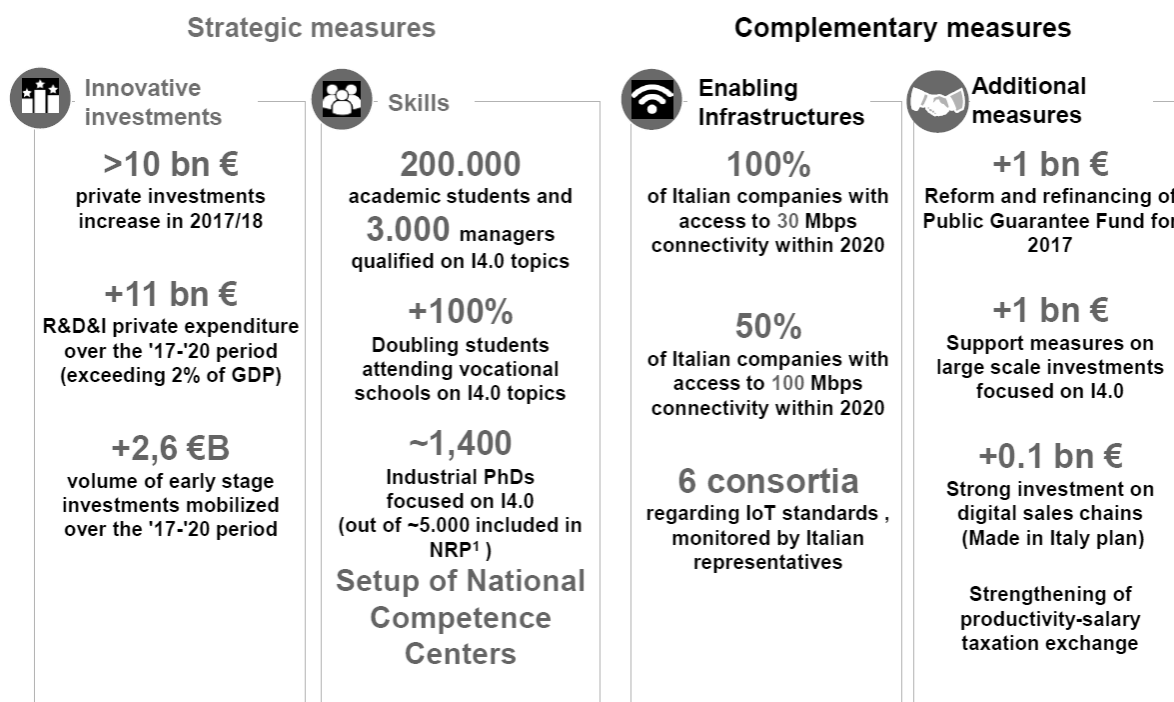 Strategic measures
Complementary measures
Innovative
investments
>10 bn €
private investments
increase in 2017/18
+11 bn €
R&D&I private expenditure
over the '17-'20 period
(exceeding 2% of GDP)
+2,6 €B
volume of early stage
investments mobilized
over the '17-'20 period
Skills
200.000
academic students and
3.000 managers
qualified on I4.0 topics
+100%
Doubling students
attending vocational
schools on I4.0 topics
~1,400
Industrial PhDs
focused on I4.0
(out of ~5.000 included in
NRP¹ )
Setup of National
Competence
Centers
Enabling
Infrastructures
100%
of Italian companies with
access to 30 Mbps
connectivity within 2020
50%
of Italian companies with
access to 100 Mbps
connectivity within 2020
6 consortia
regarding IoT standards ,
monitored by Italian
representatives
Additional
measures
+1 bn €
Reform and refinancing of
Public Guarantee Fund for
2017
+1 bn €
Support measures on
large scale investments
focused on I4.0
+0.1 bn €
Strong investment on
digital sales chains
(Made in Italy plan)
Strengthening of
productivity-salary
taxation exchange